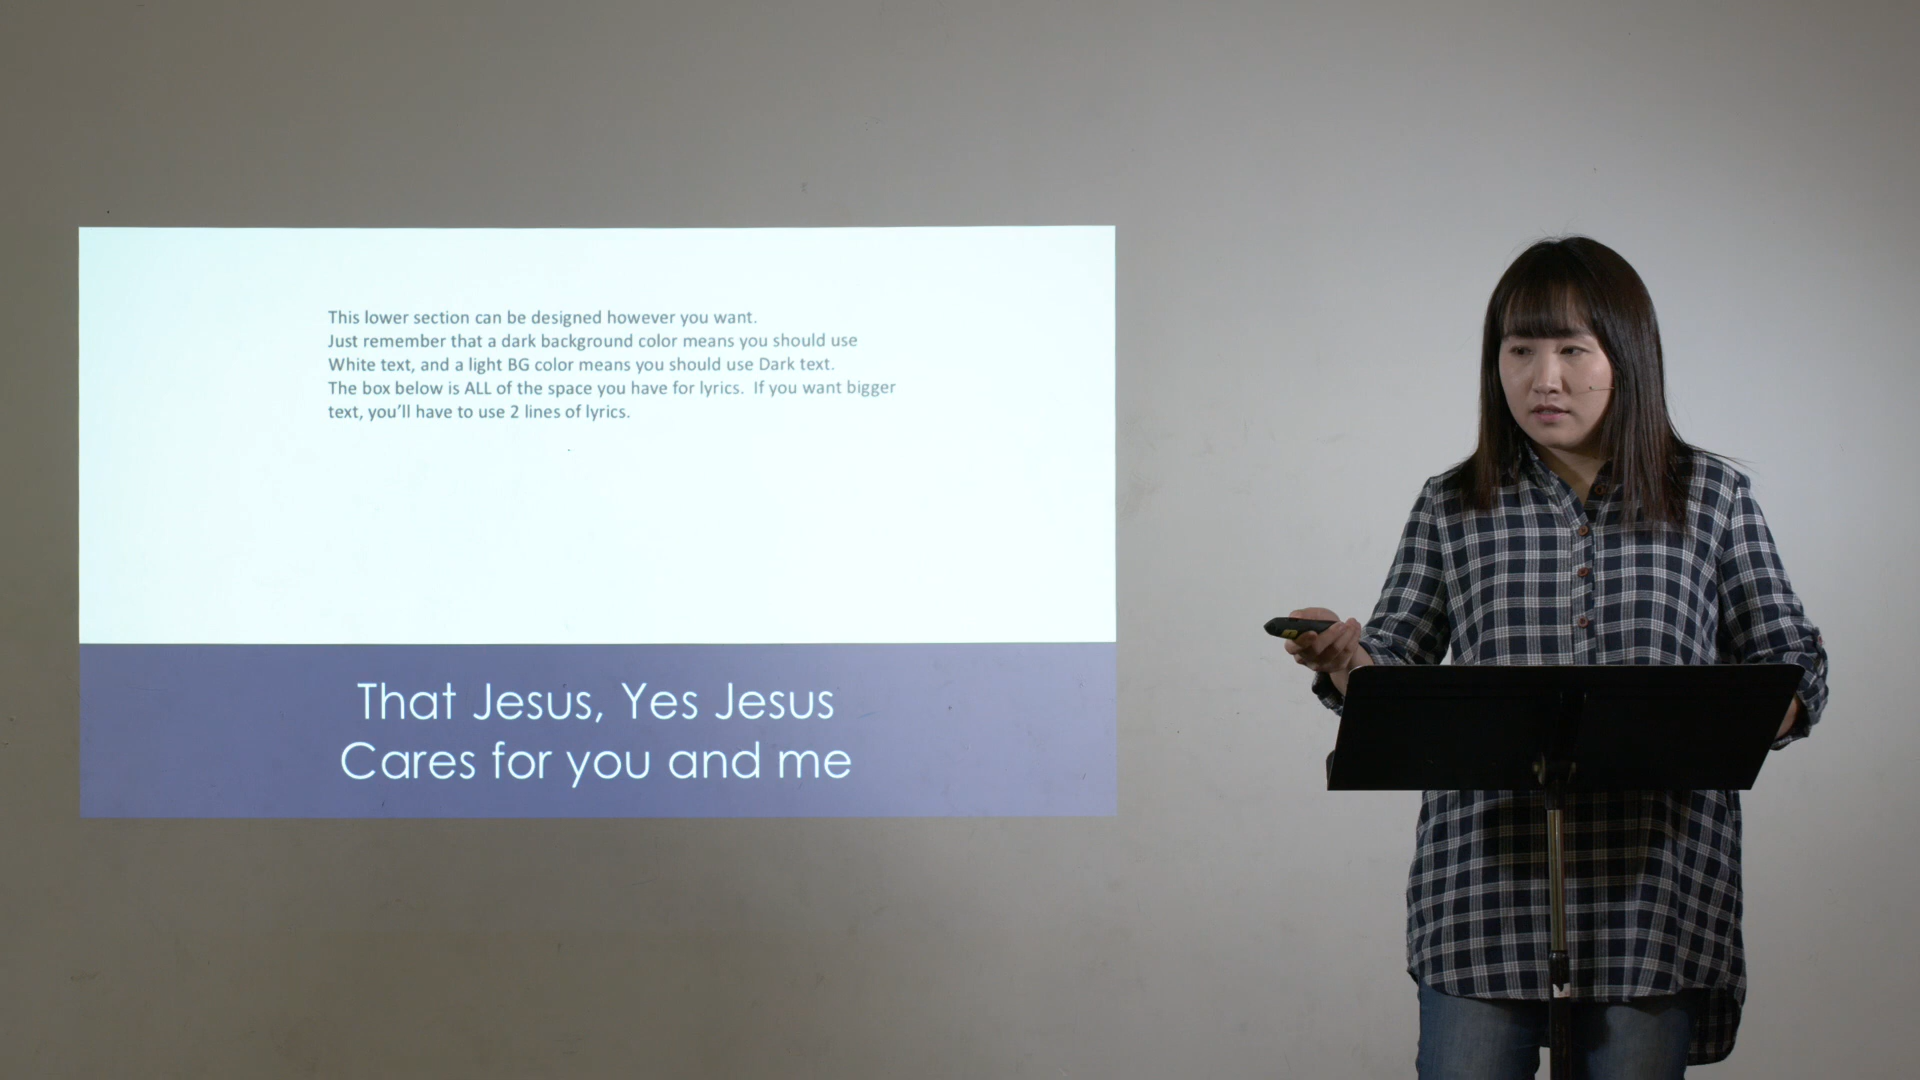 This lower section can be designed however you want.
Just remember that a dark background color means you should use
White text, and a light BG color means you should use Dark text.
The box below is ALL of the space you have for lyrics.  If you want bigger
text, you'll have to use 2 lines of lyrics.
That Jesus, Yes Jesus
Cares for you and me